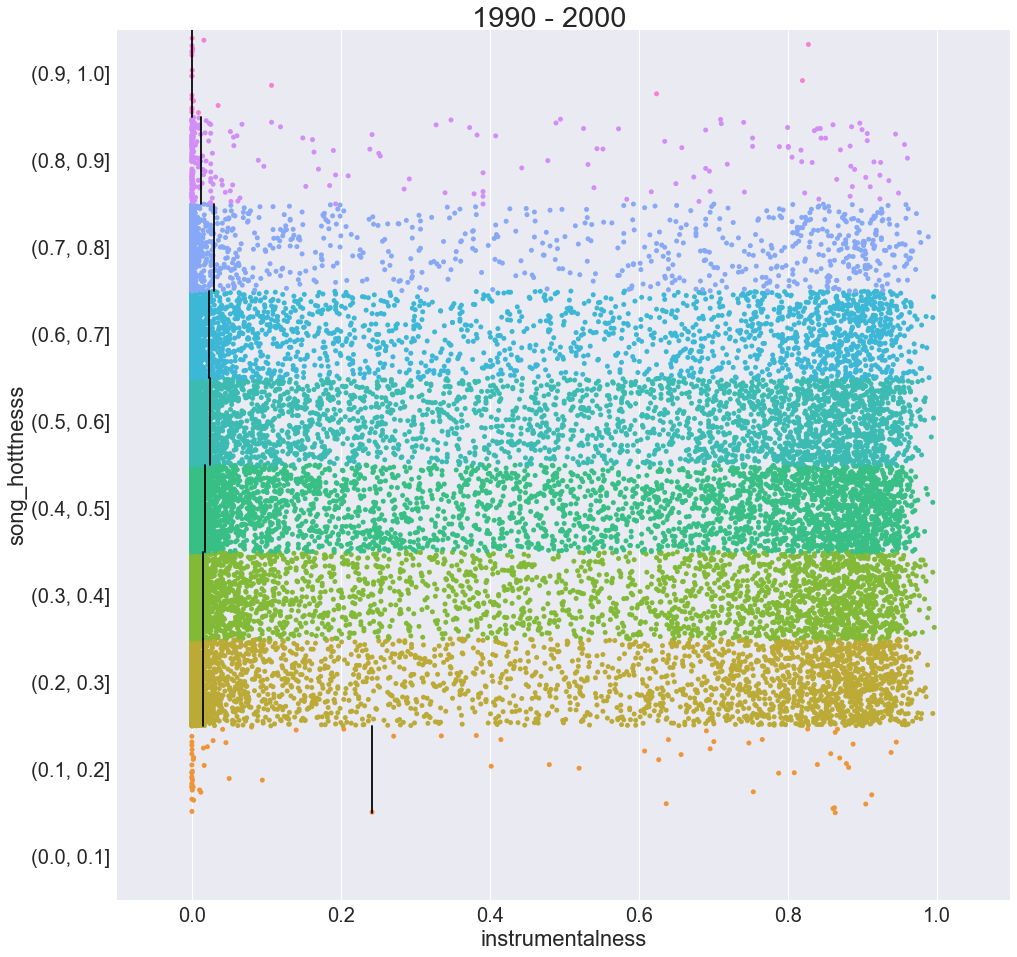 1990 - 2000
(0.9, 1.0]
(0.8, 0.9]
(0.7, 0.8]
(0.6, 0.7]
(0.5, 0.6]
(0.4, 0.5]
(0.3, 0.4]
(0.2, 0.3]
(0.1, 0.2]
(0.0, 0.1]
song_hotttnesss
0.0 0.2 0.4 0.6 0.8 1.0
instrumentalness